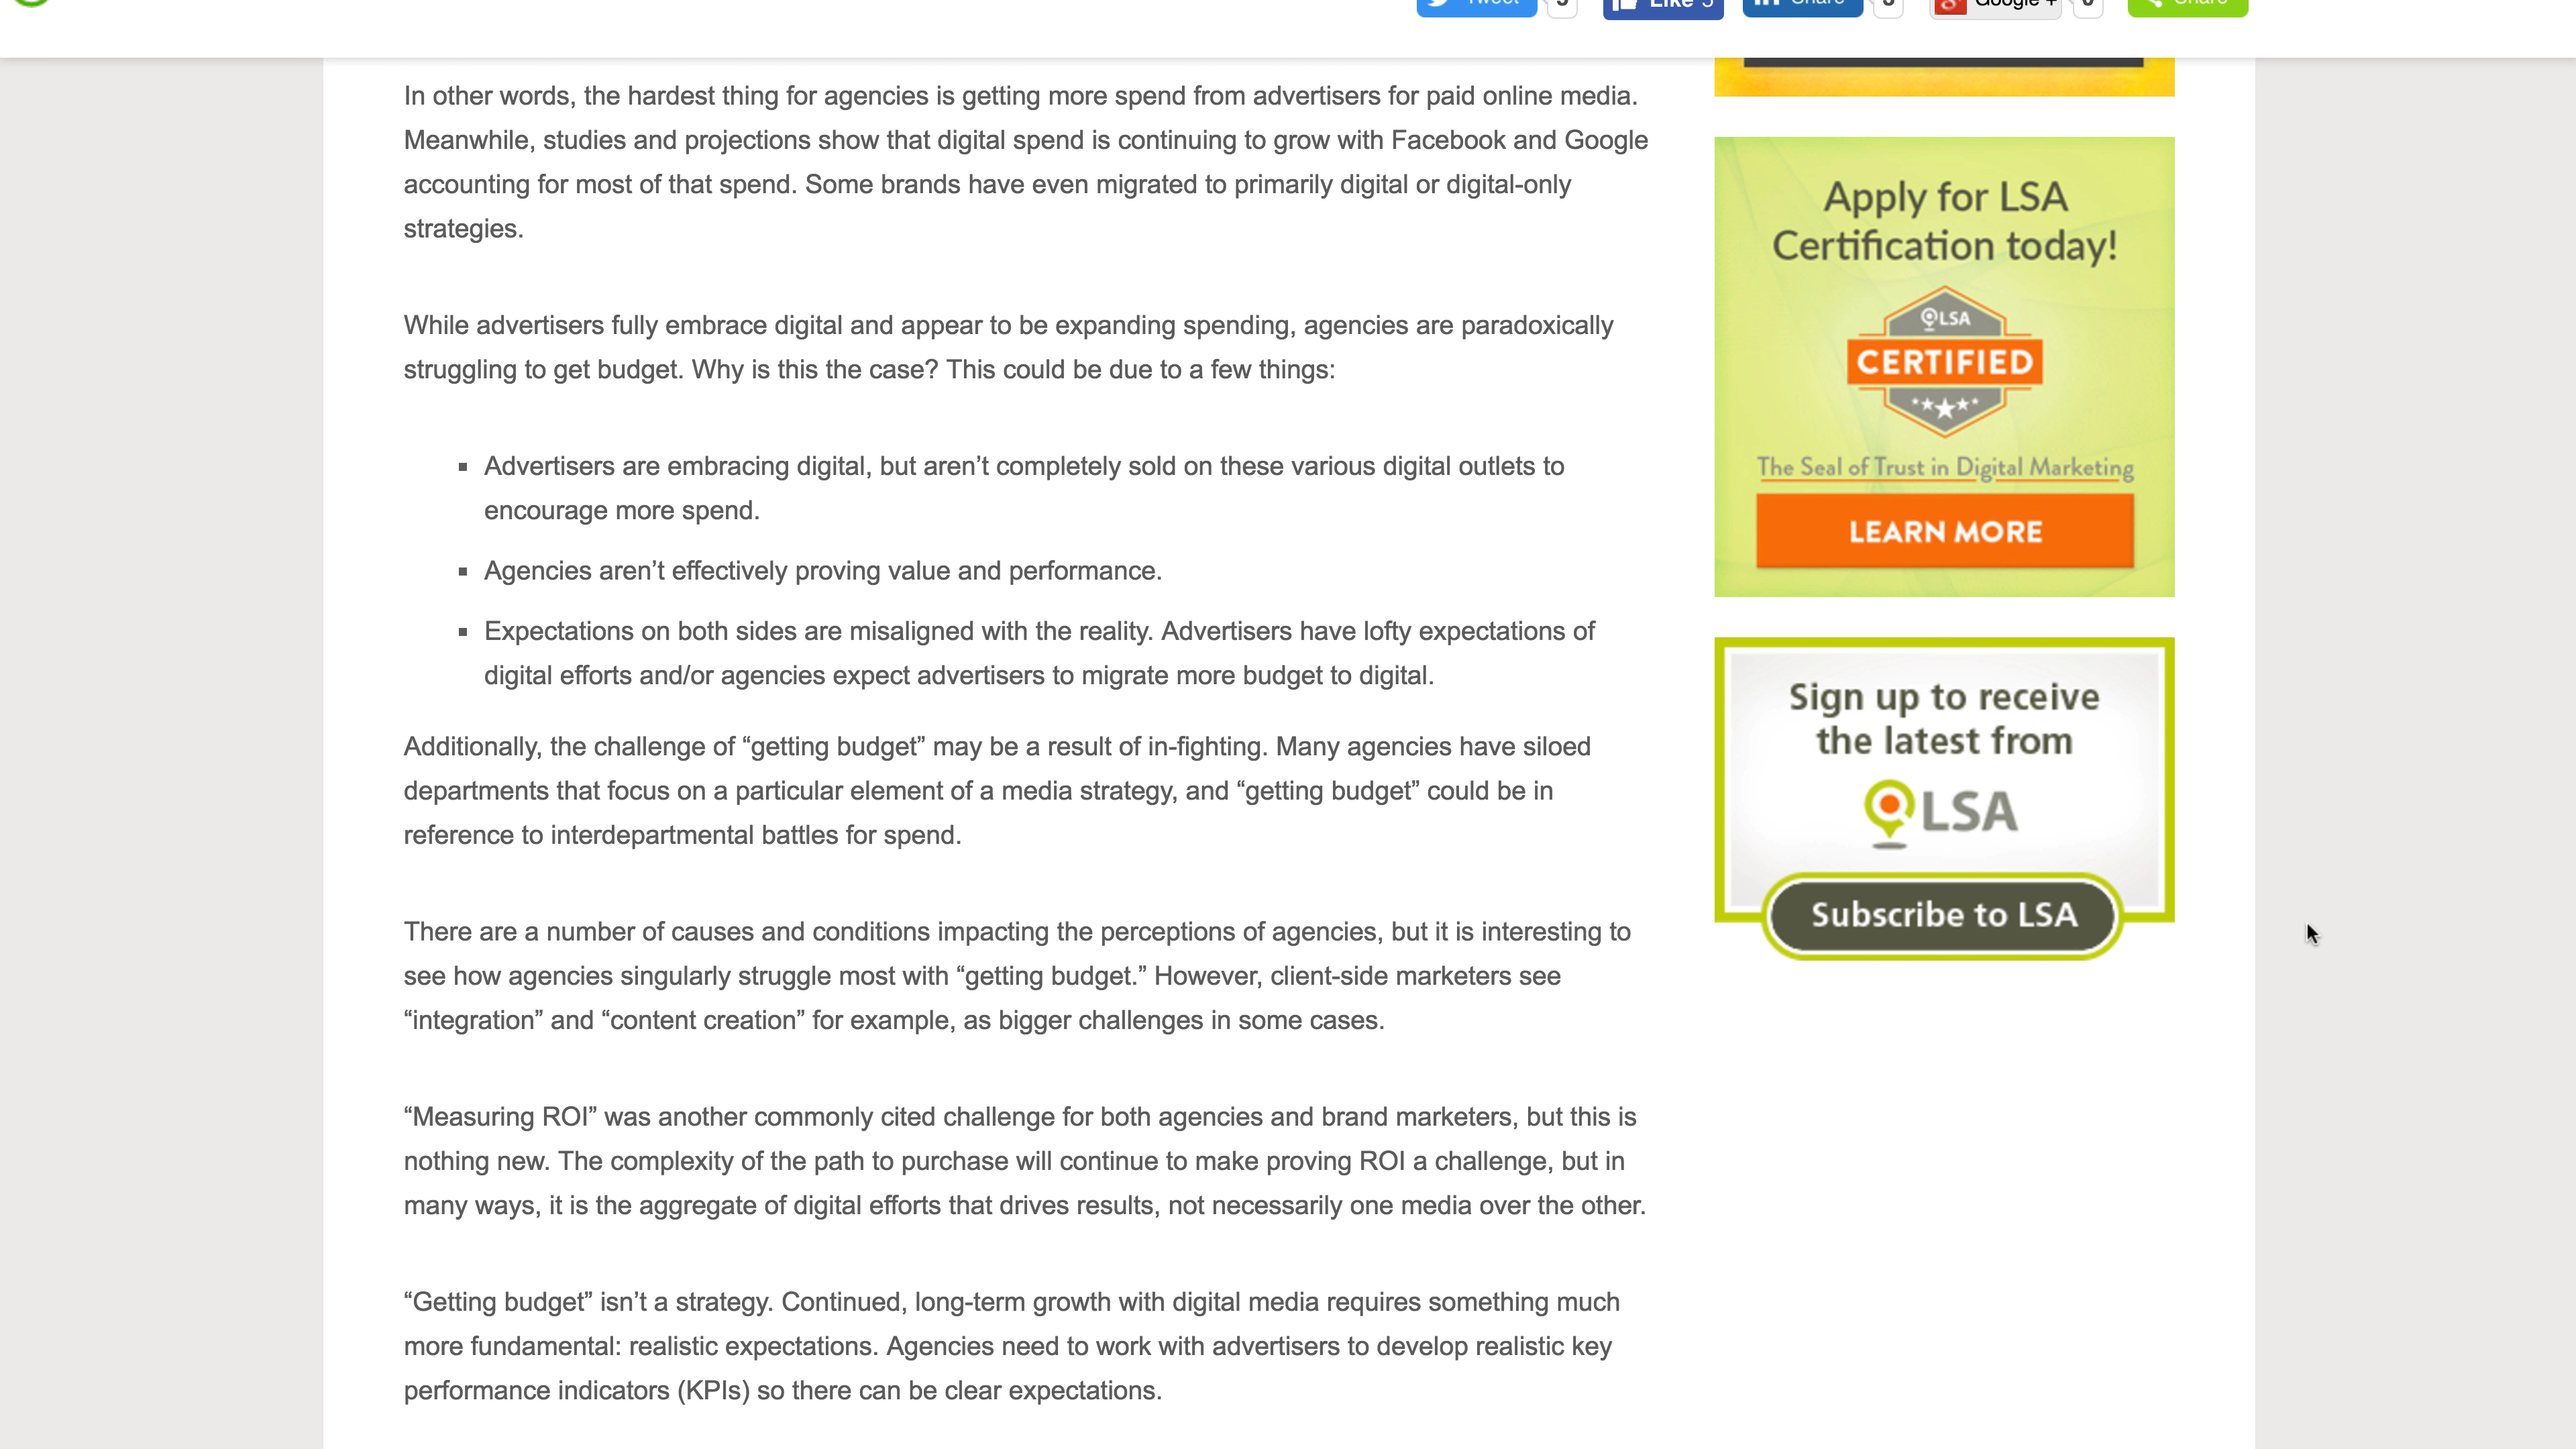 Tweet
Like 5
Share
Google +
Share
In other words, the hardest thing for agencies is getting more spend from advertisers for paid online media.
Meanwhile, studies and projections show that digital spend is continuing to grow with Facebook and Google
accounting for most of that spend. Some brands have even migrated to primarily digital or digital-only
strategies.
While advertisers fully embrace digital and appear to be expanding spending, agencies are paradoxically
struggling to get budget. Why is this the case? This could be due to a few things:
▪ Advertisers are embracing digital, but aren’t completely sold on these various digital outlets to
encourage more spend.
▪ Agencies aren’t effectively proving value and performance.
▪ Expectations on both sides are misaligned with the reality. Advertisers have lofty expectations of
digital efforts and/or agencies expect advertisers to migrate more budget to digital.
Additionally, the challenge of “getting budget” may be a result of in-fighting. Many agencies have siloed
departments that focus on a particular element of a media strategy, and “getting budget” could be in
reference to interdepartmental battles for spend.
There are a number of causes and conditions impacting the perceptions of agencies, but it is interesting to
see how agencies singularly struggle most with “getting budget.” However, client-side marketers see
“integration” and “content creation” for example, as bigger challenges in some cases.
“Measuring ROI” was another commonly cited challenge for both agencies and brand marketers, but this is
nothing new. The complexity of the path to purchase will continue to make proving ROI a challenge, but in
many ways, it is the aggregate of digital efforts that drives results, not necessarily one media over the other.
“Getting budget” isn’t a strategy. Continued, long-term growth with digital media requires something much
more fundamental: realistic expectations. Agencies need to work with advertisers to develop realistic key
performance indicators (KPIs) so there can be clear expectations.
Apply for LSA
Certification today!
LSA
CERTIFIED
The Seal of Trust in Digital Marketing
LEARN MORE
Sign up to receive
the latest from
LSA
Subscribe to LSA